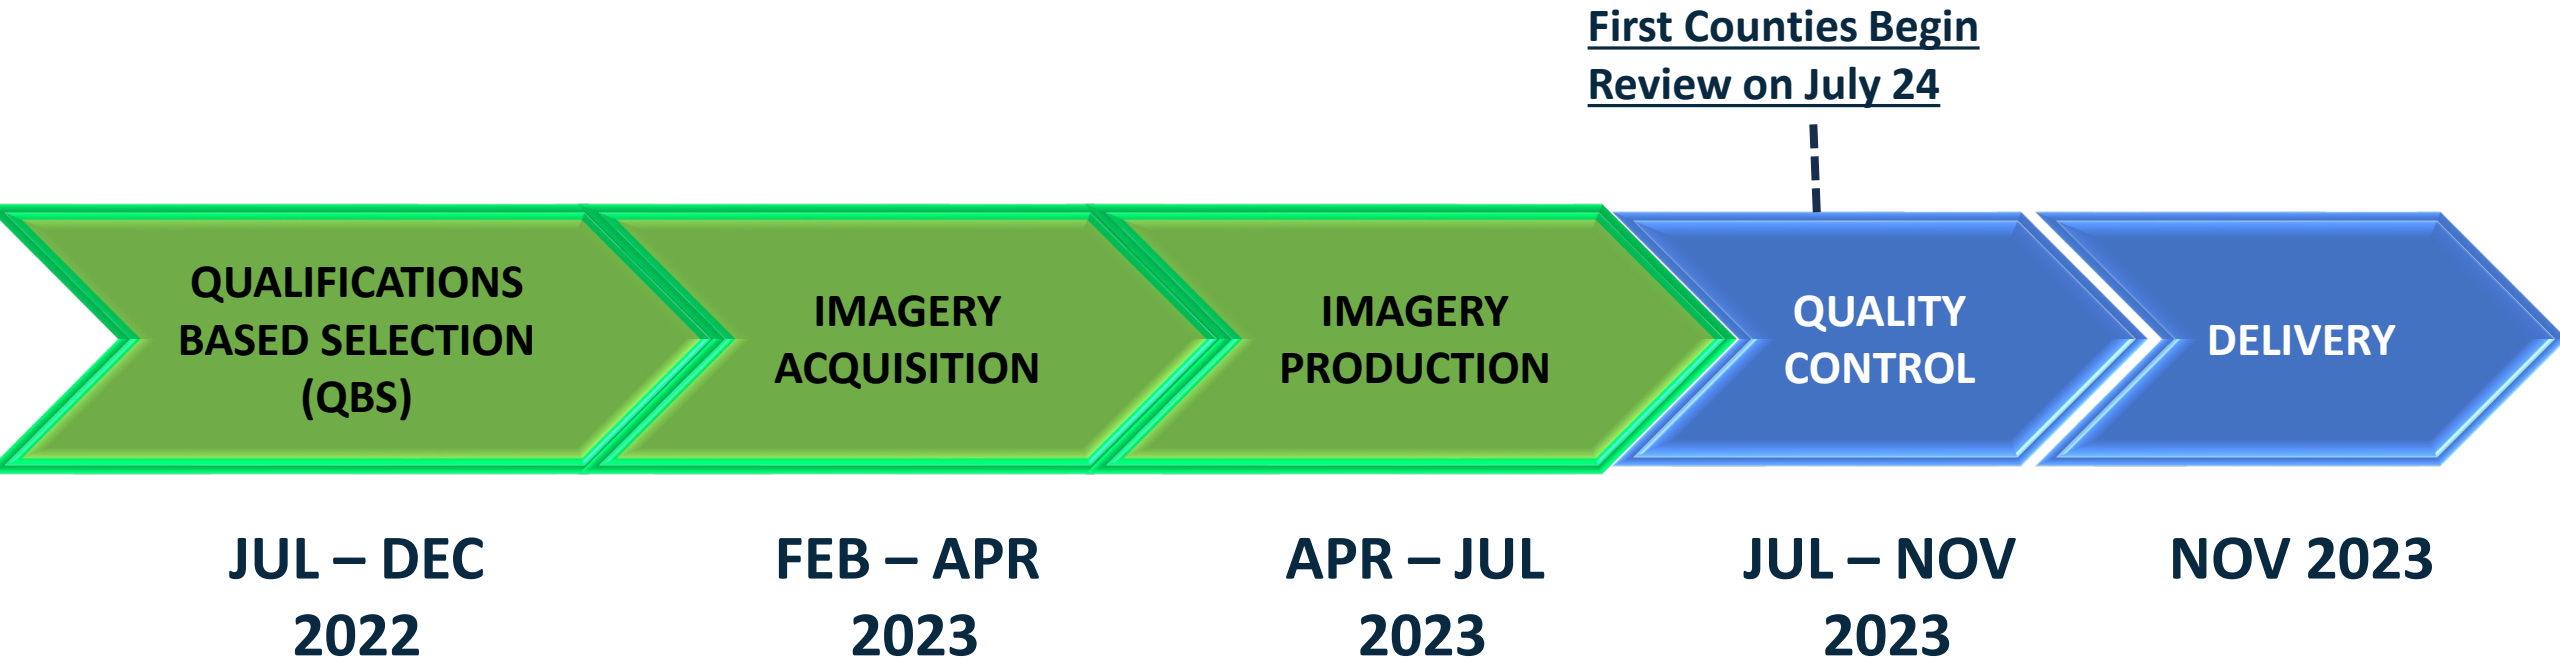 First Counties Begin
Review on July 24
QUALIFICATIONS
BASED SELECTION
(QBS)
IMAGERY
ACQUISITION
IMAGERY
PRODUCTION
QUALITY
CONTROL
DELIVERY
JUL – DEC
2022
FEB – APR
2023
APR – JUL
2023
JUL – NOV
2023
NOV 2023